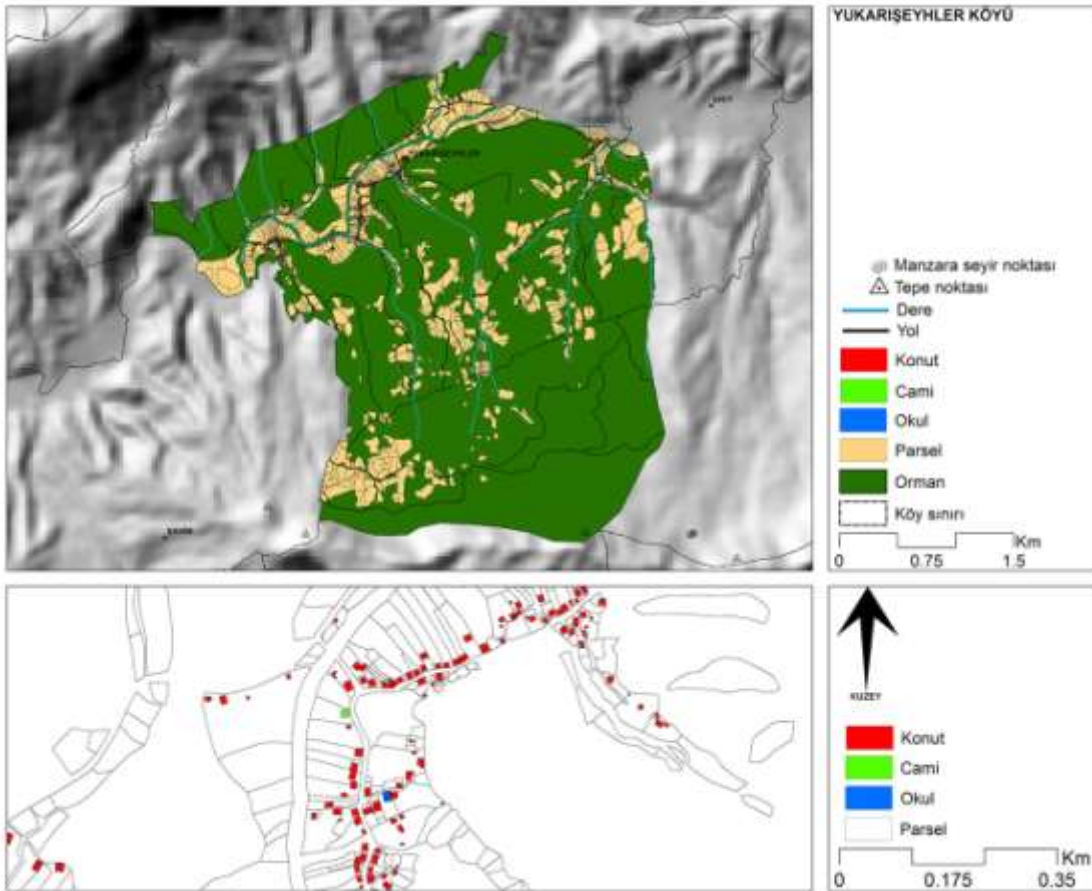 YUKARIŞEYHLER KÖYÜ
Manzara seyir noktası
Tepe noktası
Dere
Yol
Konut
Cami
Okul
Parsel
Orman
Köy sınırı
Km
0 0.75 1.5
KUZEY
Konut
Cami
Okul
Parsel
Km
0 0.175 0.35